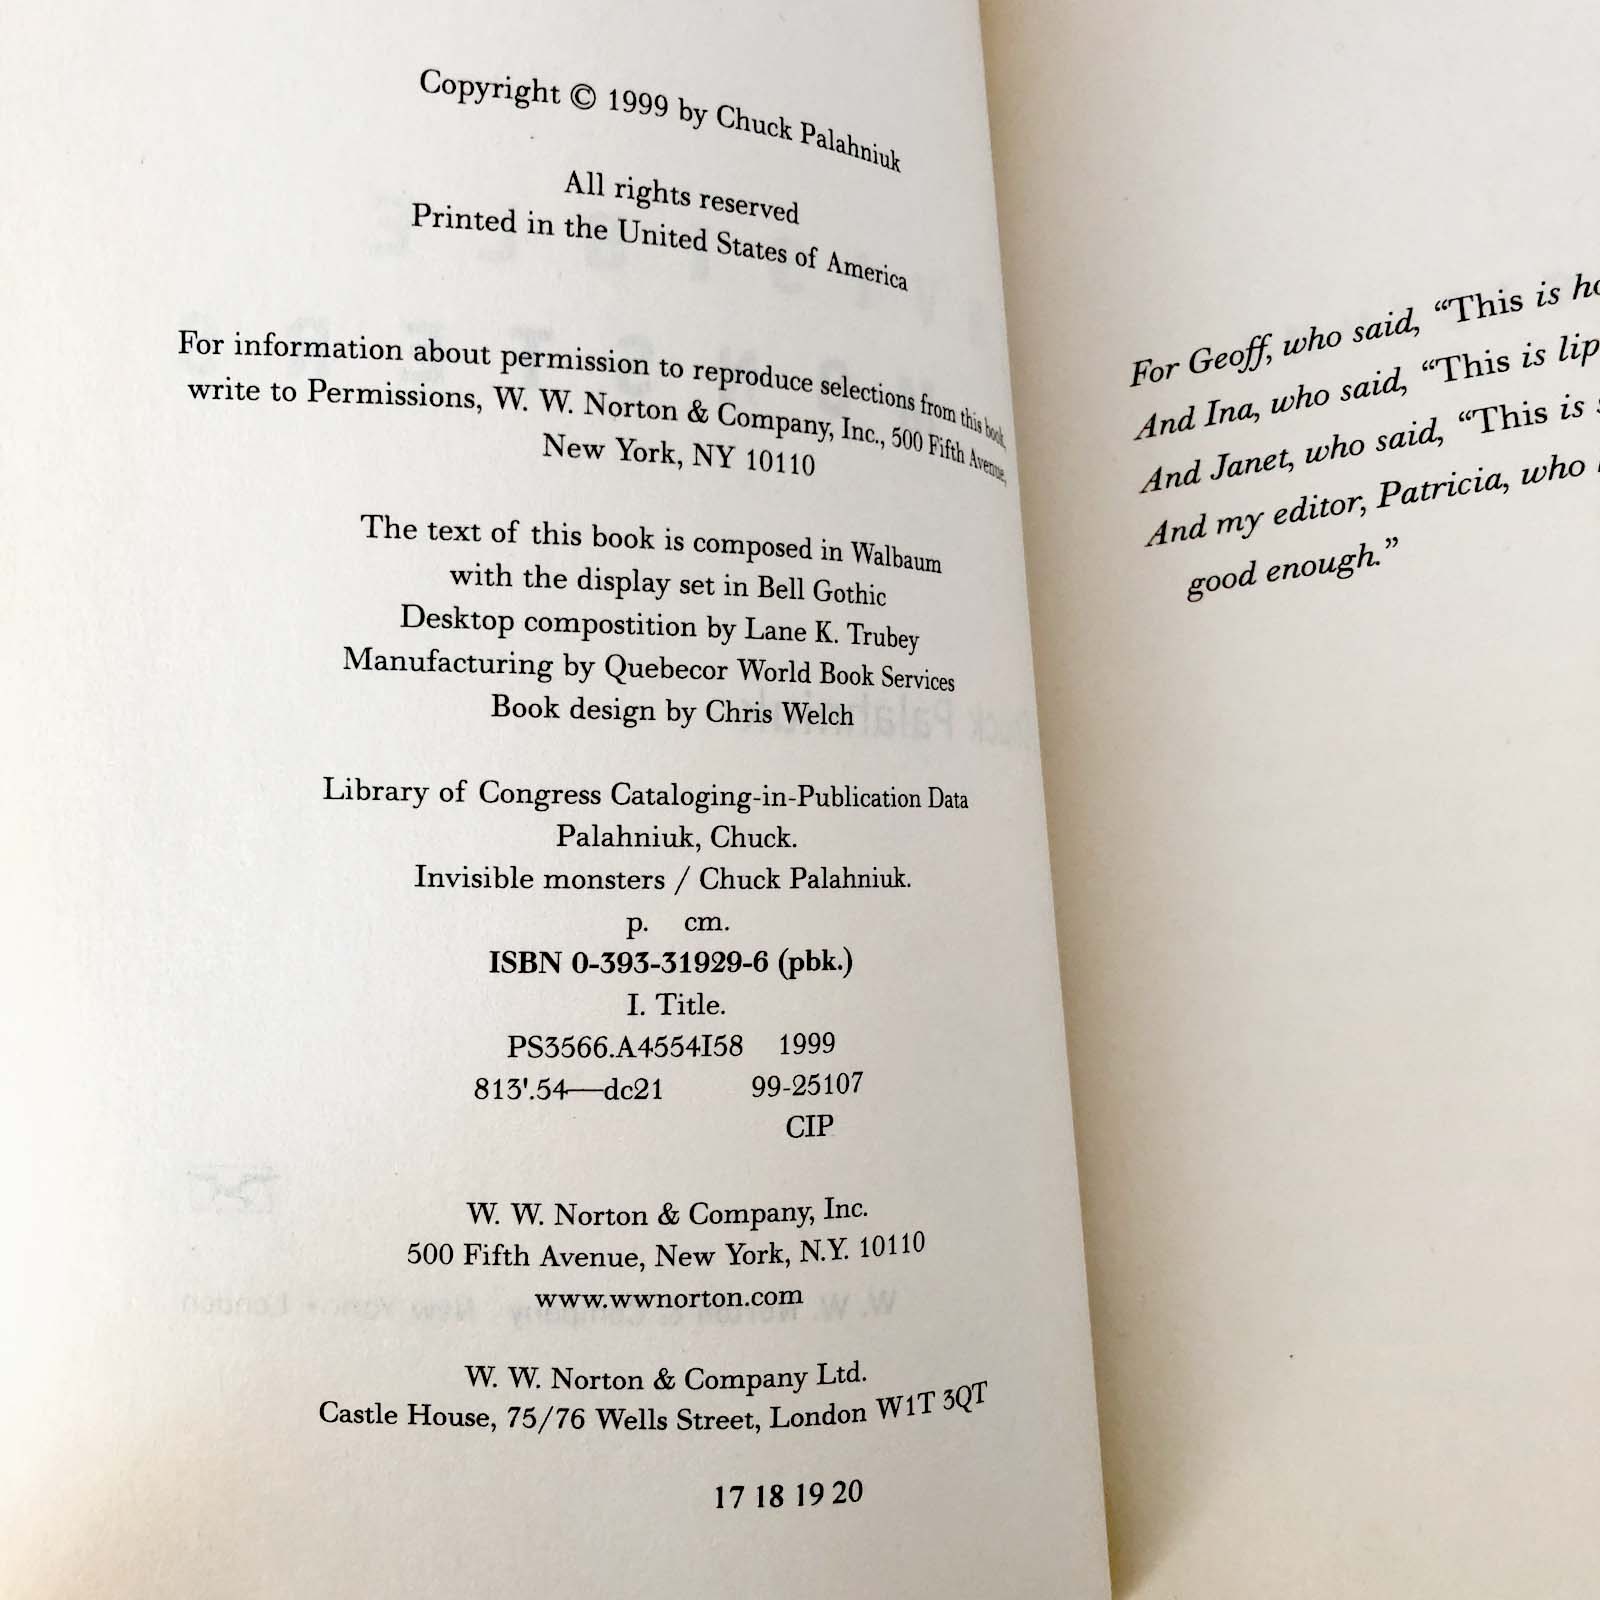 Copyright © 1999 by Chuck Palahniuk
All rights reserved
Printed in the United States of America
For information about permission to reproduce selections from this book,
write to Permissions, W. W. Norton & Company, Inc., 500 Fifth Avenue,
New York, NY 10110
The text of this book is composed in Walbaum
with the display set in Bell Gothic
Desktop compostition by Lane K. Trubey
Manufacturing by Quebecor World Book Services
Book design by Chris Welch
Library of Congress Cataloging-in-Publication Data
Palahniuk, Chuck.
Invisible monsters / Chuck Palahniuk.
p. cm.
ISBN 0-393-31929-6 (pbk.)
I. Title.
PS3566.A4554I58 1999
813'.54—dc21 99-25107
CIP
W. W. Norton & Company, Inc.
500 Fifth Avenue, New York, N.Y. 10110
www.wwnorton.com
W. W. Norton & Company Ltd.
Castle House, 75/76 Wells Street, London W1T 3QT
17 18 19 20
For Geoff, who said, “This is
And Ina, who said, “This is lip
And Janet, who said, “This is
And my editor, Patricia, who
good enough.”